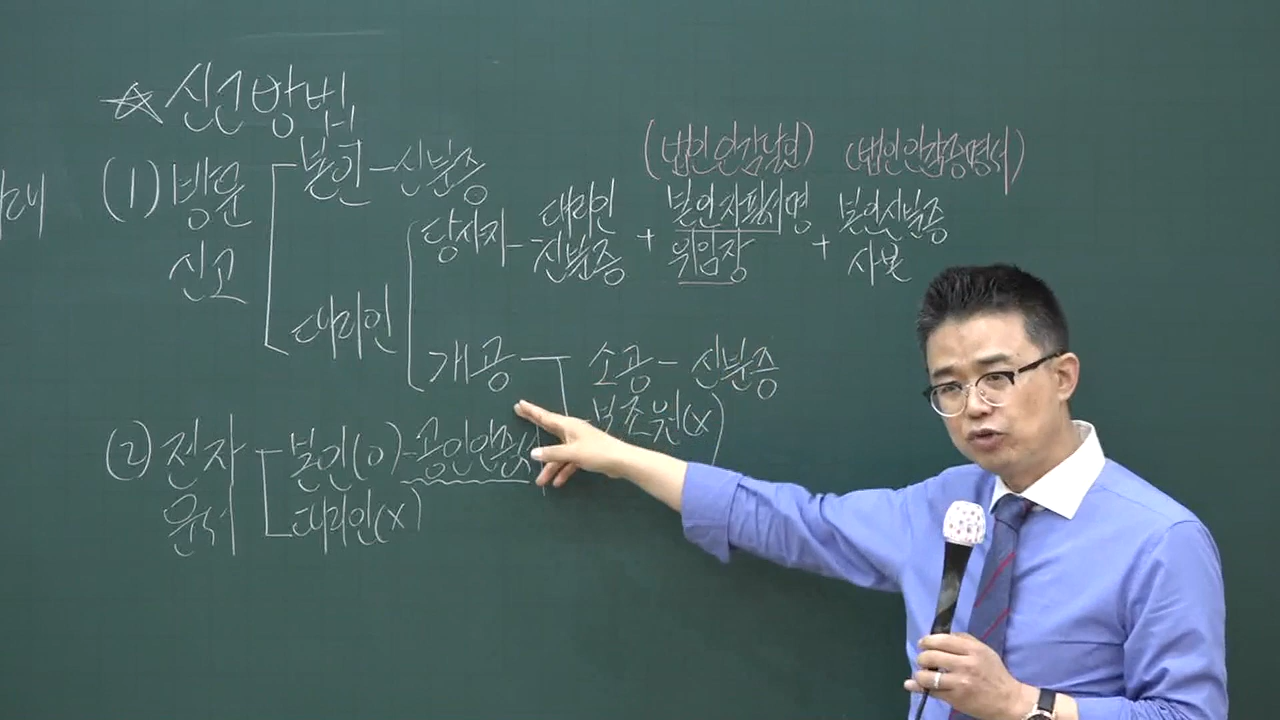 ☆ 신고방법
(법인인감날인) (법인인감증명서)
(1) 방문 신고
본인 - 신분증
대리인
당사자 - 대리인 신분증 + 본인자필서명 위임장 + 본인신분증 사본
개공
소공 - 신분증
보조원(x)
(2) 전자문서
본인(O) - 공인인증서
대리인(x)